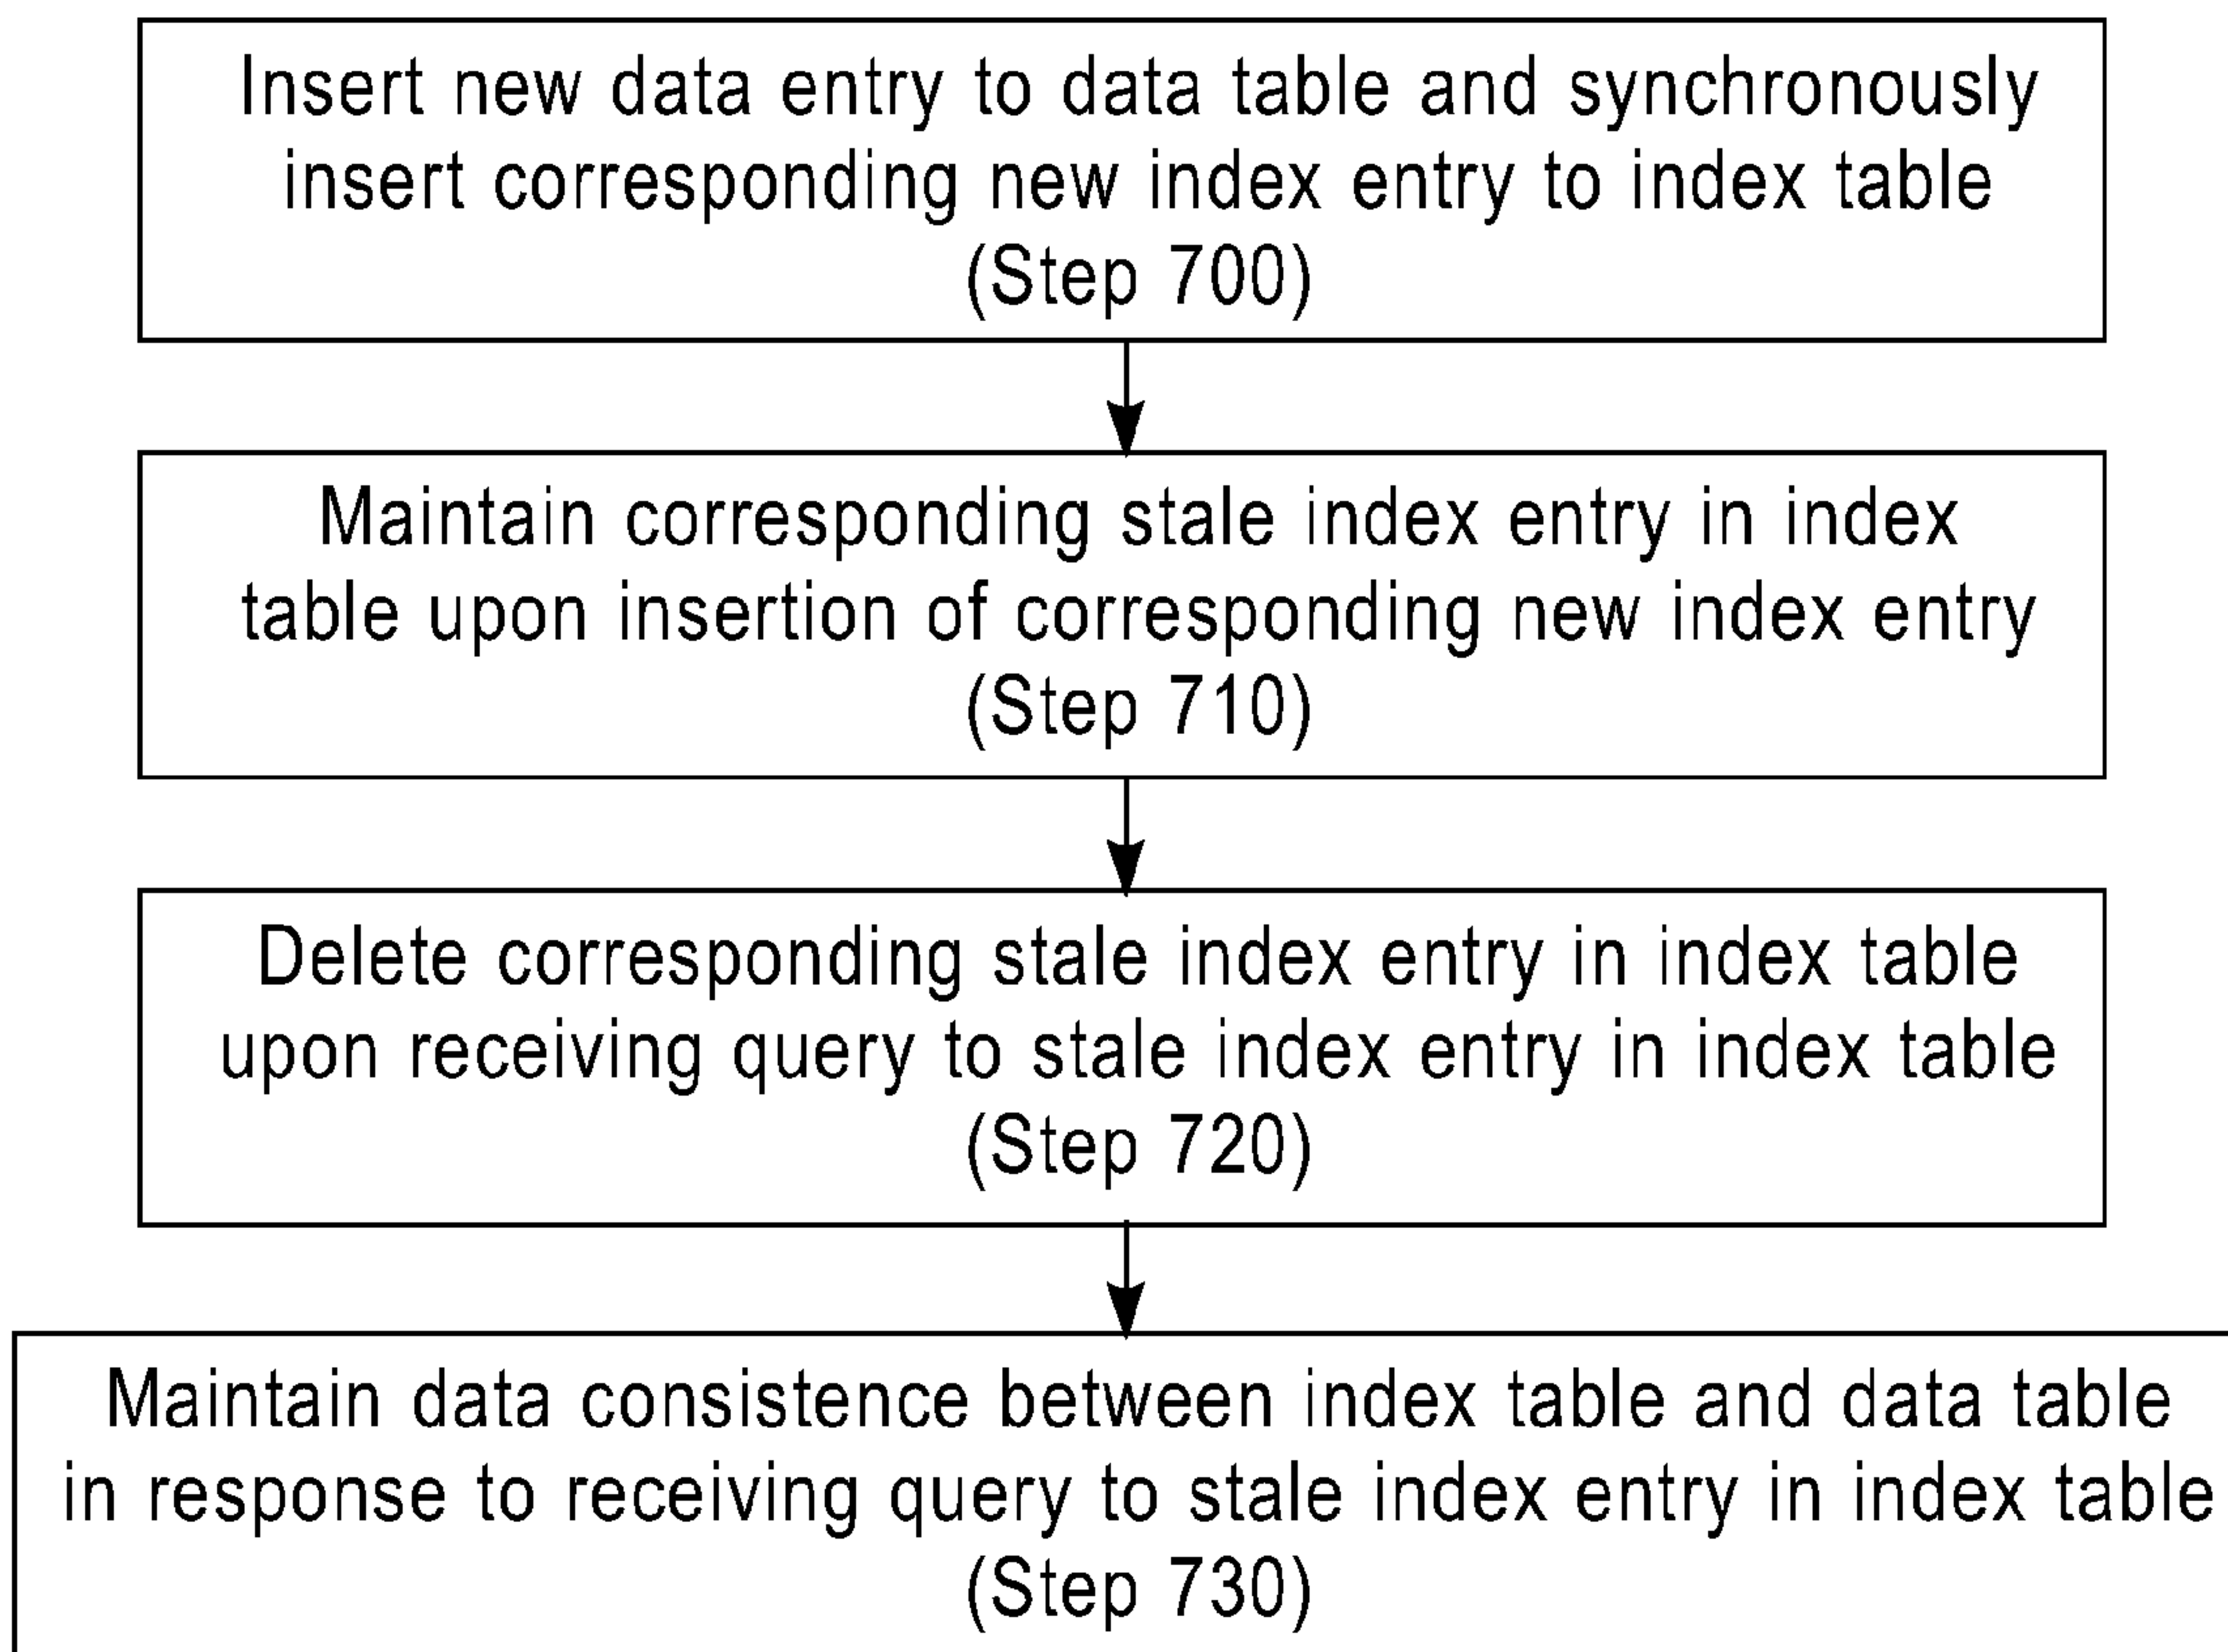 Insert new data entry to data table and synchronously
insert corresponding new index entry to index table
(Step 700)
Maintain corresponding stale index entry in index
table upon insertion of corresponding new index entry
(Step 710)
Delete corresponding stale index entry in index table
upon receiving query to stale index entry in index table
(Step 720)
Maintain data consistence between index table and data table
in response to receiving query to stale index entry in index table
(Step 730)